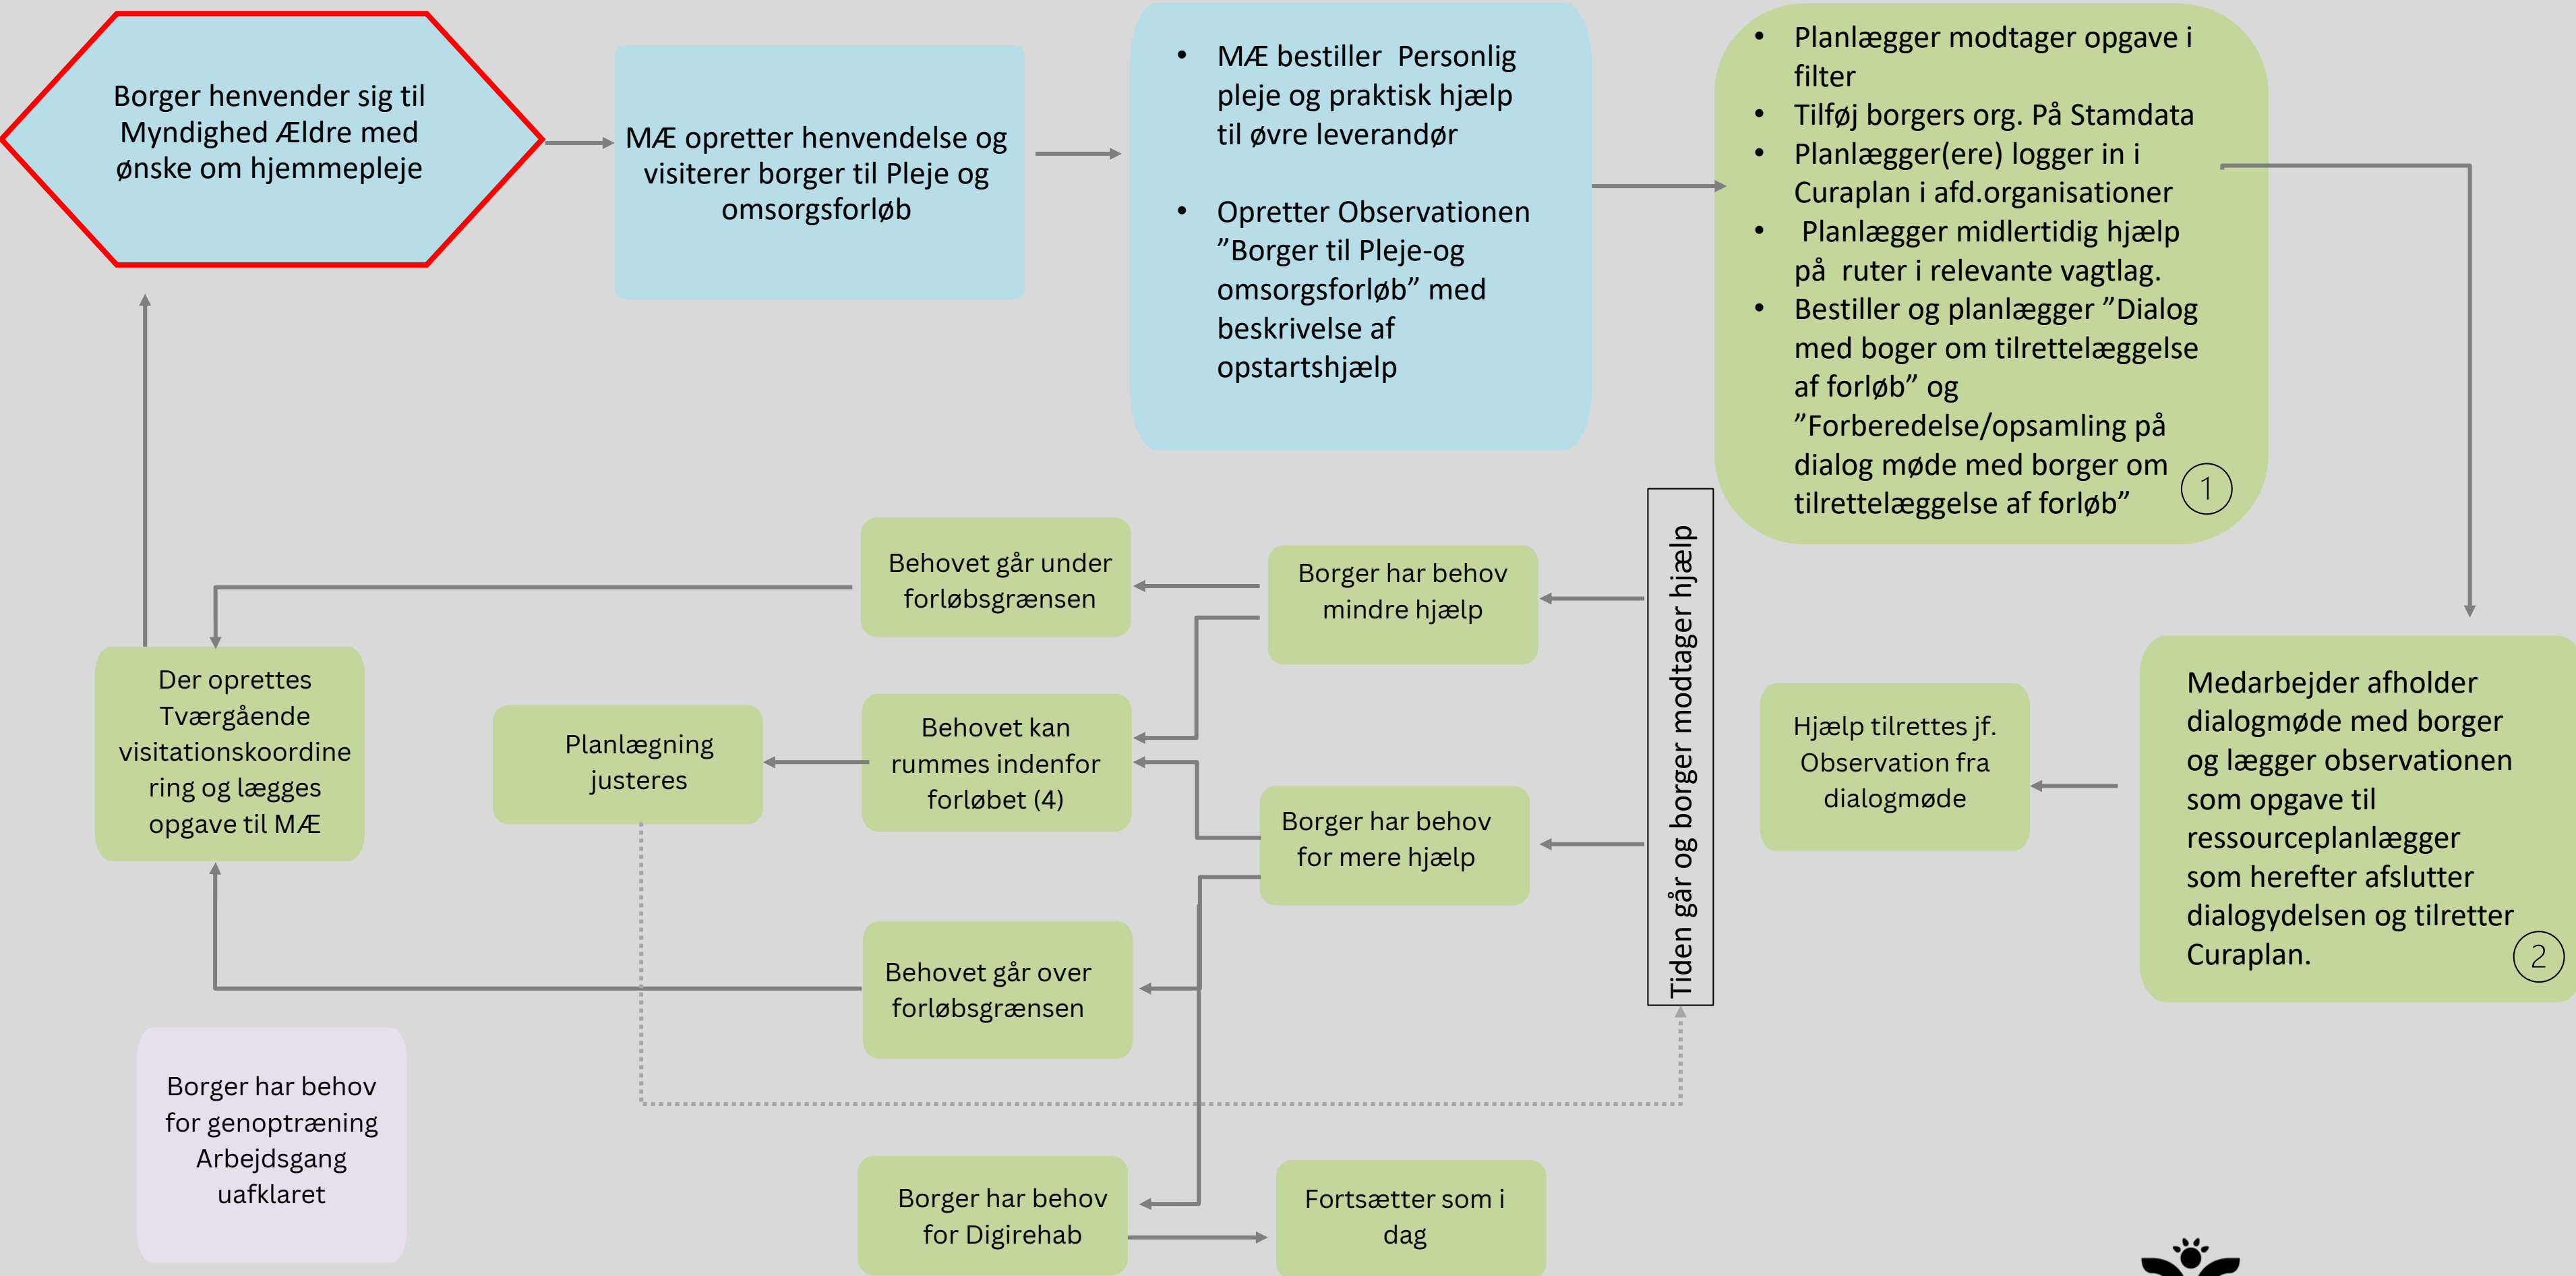 Borger henvender sig til
Myndighed Ældre med
ønske om hjemmepleje
MÆ opretter henvendelse og
visiterer borger til Pleje og
omsorgsforløb
• MÆ bestiller Personlig
pleje og praktisk hjælp
til øvre leverandør
• Opretter Observationen
”Borger til Pleje-og
omsorgsforløb” med
beskrivelse af
opstartshjælp
• Planlægger modtager opgave i
filter
• Tilføj borgers org. På Stamdata
• Planlægger(ere) logger in i
Curaplan i afd.organisationer
• Planlægger midlertidig hjælp
på ruter i relevante vagtlag.
• Bestiller og planlægger ”Dialog
med boger om tilrettelæggelse
af forløb” og
”Forberedelse/opsamling på
dialog møde med borger om
tilrettelæggelse af forløb”
1
Medarbejder afholder
dialogmøde med borger
og lægger observationen
som opgave til
ressourceplanlægger
som herefter afslutter
dialogydelsen og tilretter
Curaplan.
2
Hjælp tilrettes jf.
Observation fra
dialogmøde
Tiden går og borger modtager hjælp
Borger har behov
mindre hjælp
Borger har behov
for mere hjælp
Behovet går under
forløbsgrænsen
Behovet kan
rummes indenfor
forløbet (4)
Planlægning
justeres
Behovet går over
forløbsgrænsen
Der oprettes
Tværgående
visitationskoordine
ring og lægges
opgave til MÆ
Borger har behov
for Digirehab
Fortsætter som i
dag
Borger har behov
for genoptræning
Arbejdsgang
uafklaret